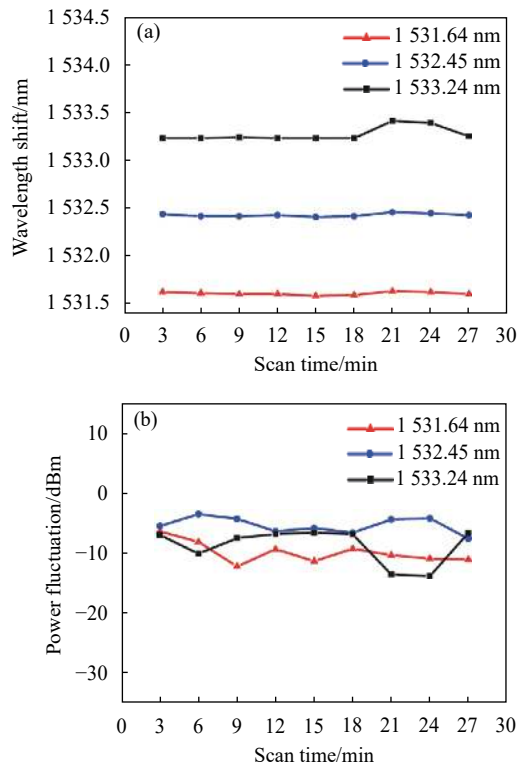 1 534.5
(a)
1 531.64 nm
1 532.45 nm
1 533.24 nm
1 534.0
1 533.5
1 533.0
1 532.5
1 532.0
1 531.5
Wavelength shift/nm
0 3 6 9 12 15 18 21 24 27 30
Scan time/min
(b)
1 531.64 nm
1 532.45 nm
1 533.24 nm
10
0
−10
−20
−30
Power fluctuation/dBm
0 3 6 9 12 15 18 21 24 27 30
Scan time/min